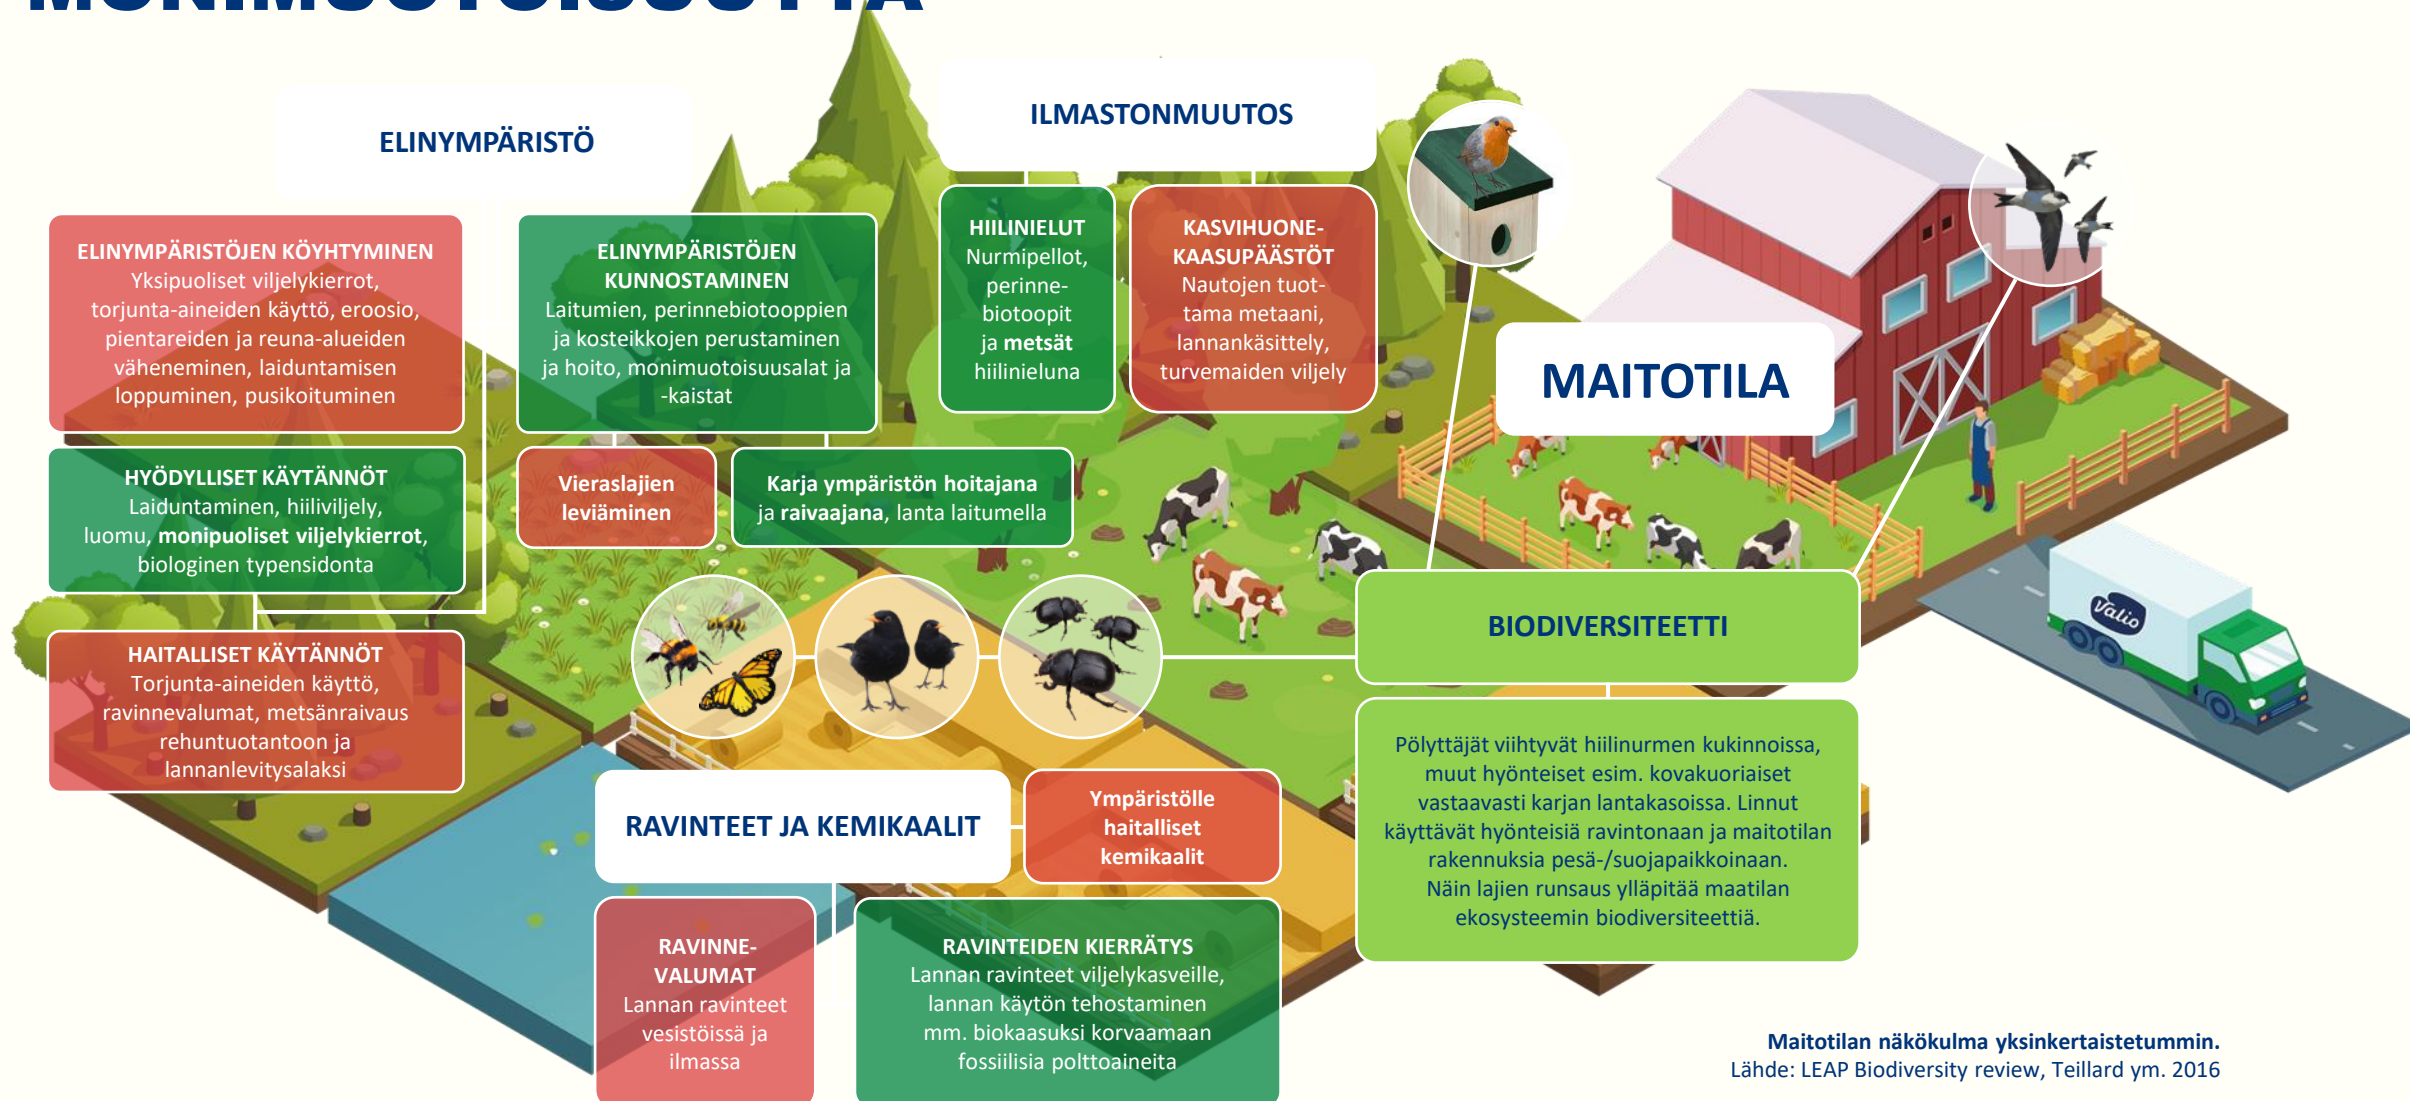 MONIMUOTOISUUTTA
ELINYMPÄRISTÖ
ELINYMPÄRISTÖJEN KÖYHTYMINEN
Yksipuoliset viljelykierrot,
torjunta-aineiden käyttö, eroosio,
pientareiden ja reuna-alueiden
väheneminen, laiduntamisen
loppuminen, pusikoituminen
HYÖDYLLISET KÄYTÄNNÖT
Laiduntaminen, hiiliviljely,
luomu, monipuoliset viljelykierrot,
biologinen typensidonta
HAITALLISET KÄYTÄNNÖT
Torjunta-aineiden käyttö,
ravinnevalumat, metsänraivaus
rehuntuotantoon ja
lannanlevitysalaksi
ELINYMPÄRISTÖJEN
KUNNOSTAMINEN
Laitumien, perinnebiotooppien
ja kosteikkojen perustaminen
ja hoito, monimuotoisuusalat ja
-kaistat
Vieraslajien
leviäminen
Karja ympäristön hoitajana
ja raivaajana, lanta laitumella
ILMASTONMUUTOS
HIILINIELUT
Nurmipellot,
perinne-
biotoopit
ja metsät
hiilinieluna
KASVIHUONE-
KAASUPÄÄSTÖT
Nautojen tuot-
tama metaani,
lannankäsittely,
turvemaiden viljely
MAITOTILA
Valio
BIODIVERSITEETTI
Pölyttäjät viihtyvät hiilinurmen kukinnoissa,
muut hyönteiset esim. kovakuoriaiset
vastaavasti karjan lantakasoissa. Linnut
käyttävät hyönteisiä ravintonaan ja maitotilan
rakennuksia pesä-/suojapaikkoinaan.
Näin lajien runsaus ylläpitää maatilan
ekosysteemin biodiversiteettiä.
RAVINTEET JA KEMIKAALIT
Ympäristölle
haitalliset
kemikaalit
RAVINNE-
VALUMAT
Lannan ravinteet
vesistöissä ja
ilmassa
RAVINTEIDEN KIERRÄTYS
Lannan ravinteet viljelykasveille,
lannan käytön tehostaminen
mm. biokaasuksi korvaamaan
fossiilisia polttoaineita
Maitotilan näkökulma yksinkertaistetummin.
Lähde: LEAP Biodiversity review, Teillard ym. 2016